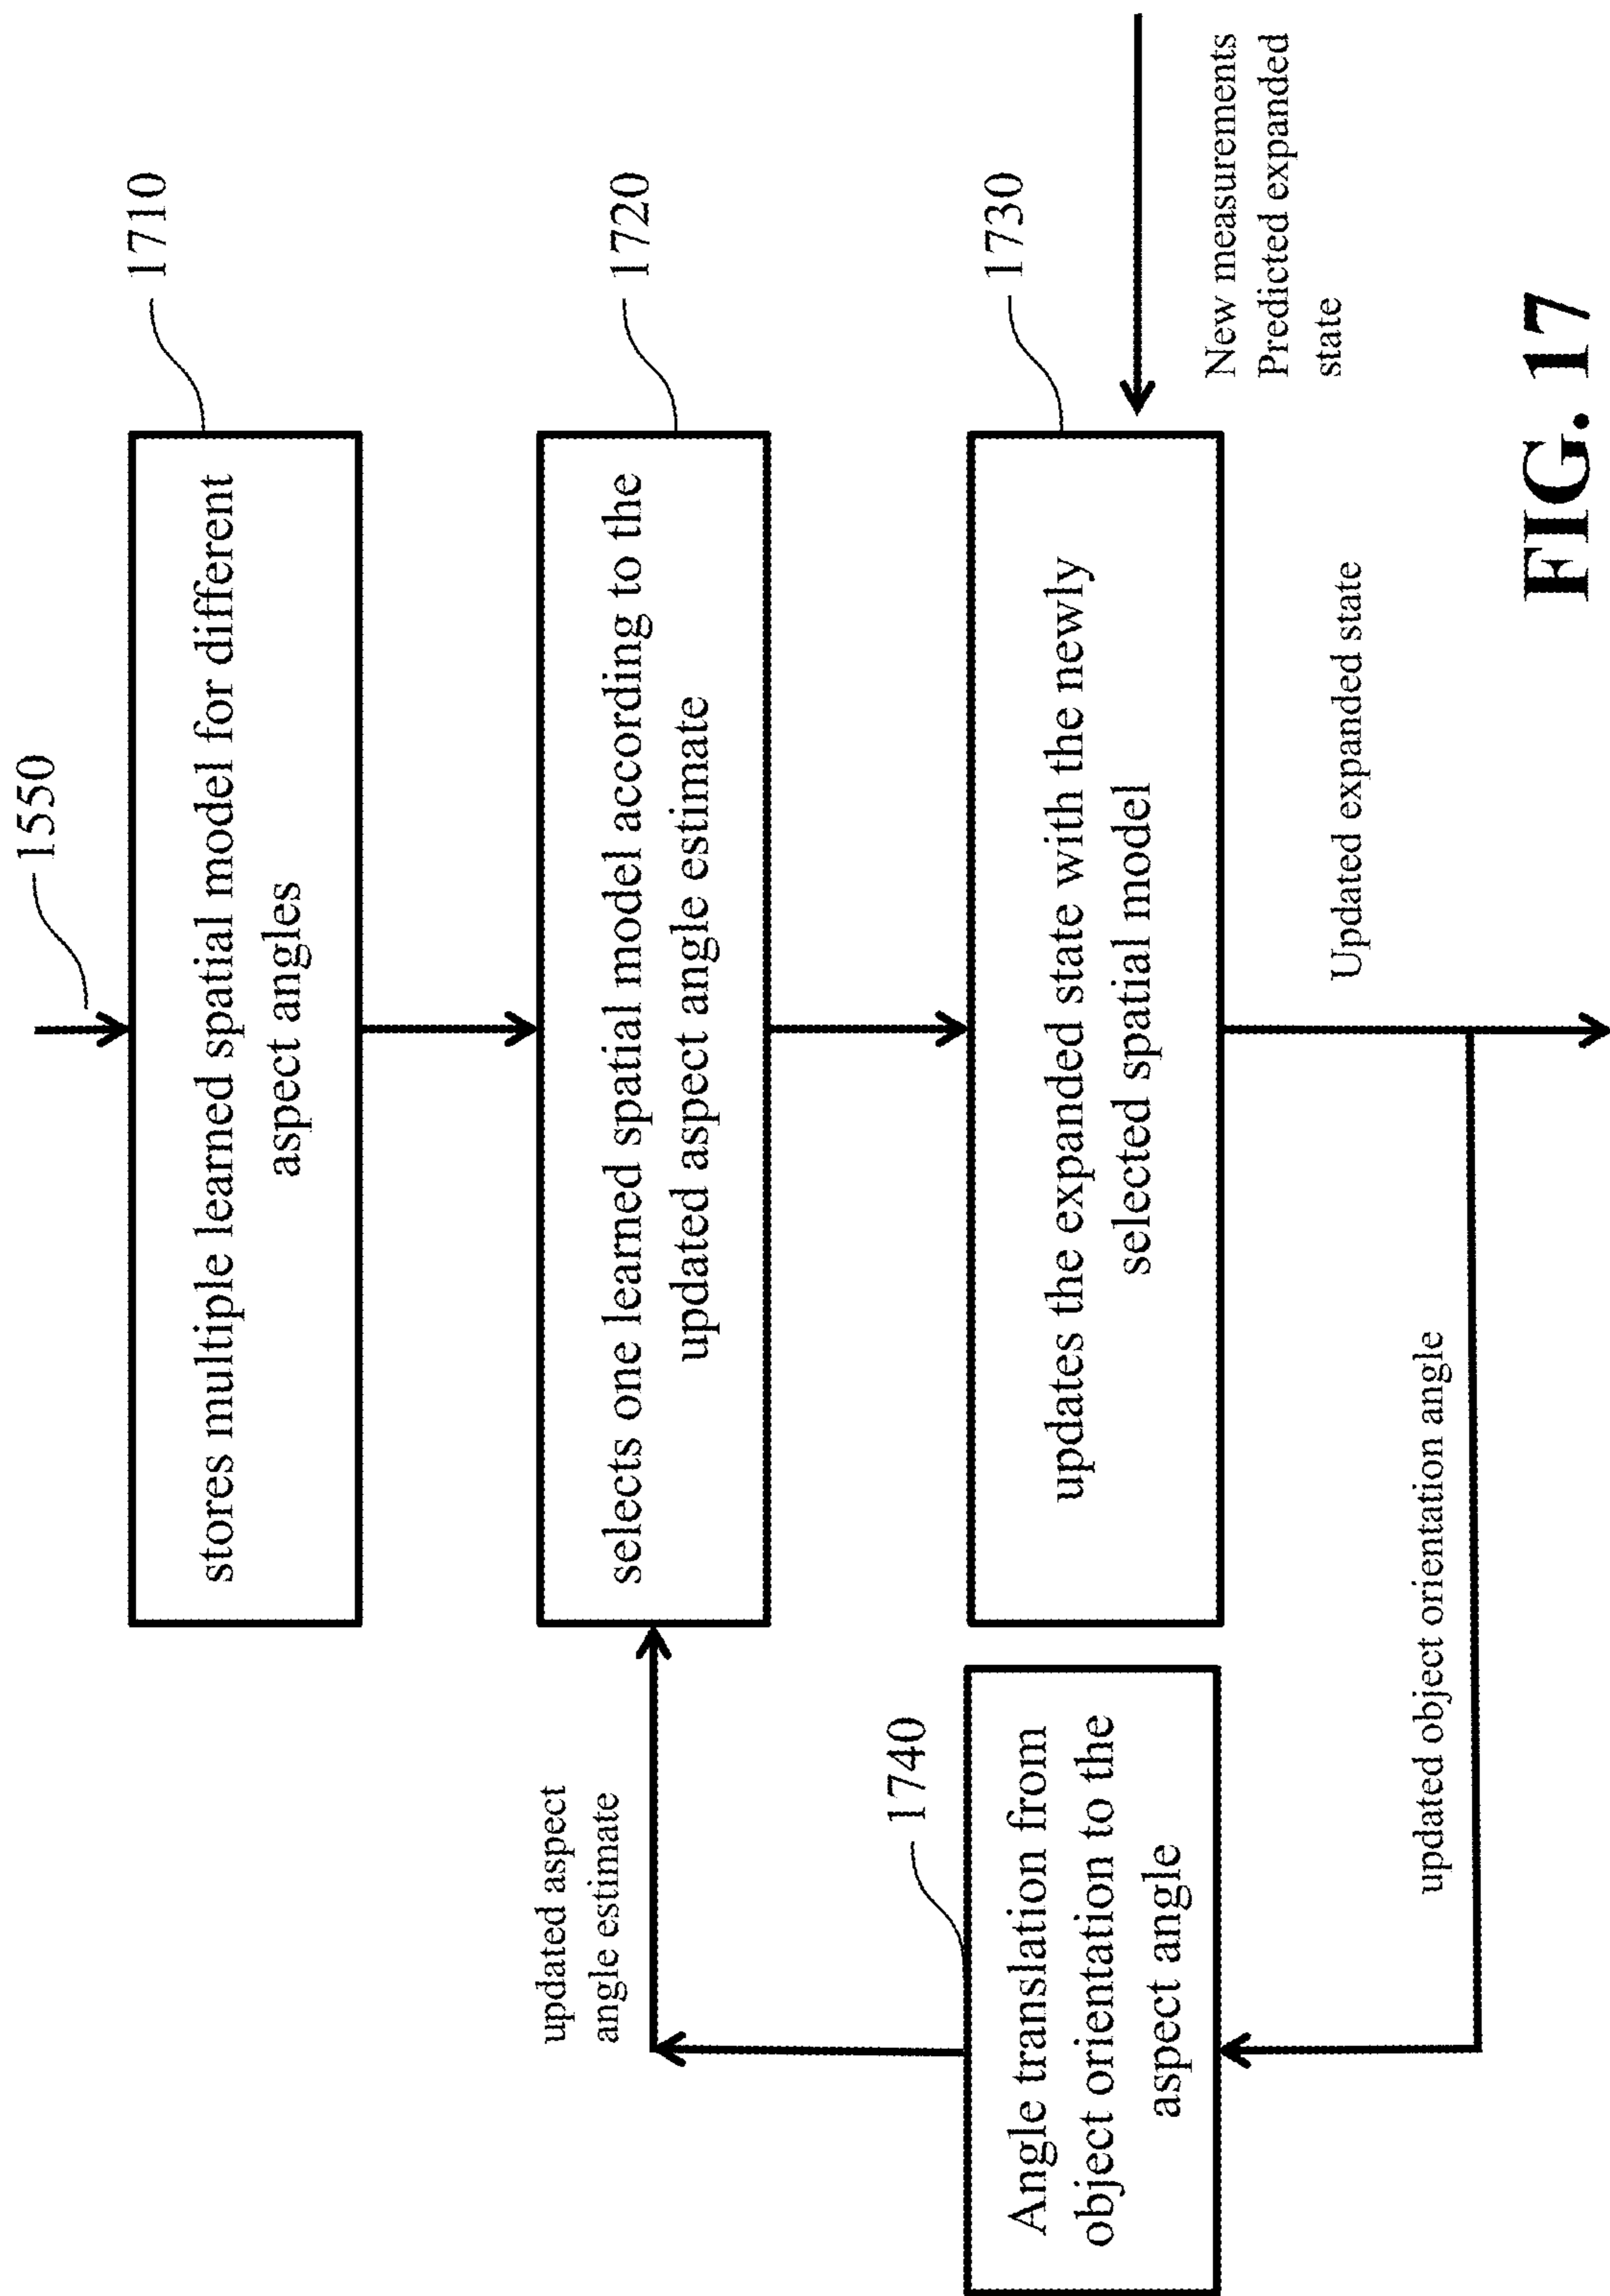 1550
1710
stores multiple learned spatial model for different
aspect angles
1720
selects one learned spatial model according to the
updated aspect angle estimate
updated aspect
angle estimate
1730
updates the expanded state with the newly
selected spatial model
New measurements
Predicted expanded
state
1740
Angle translation from
object orientation to the
aspect angle
Updated expanded state
updated object orientation angle
FIG. 17